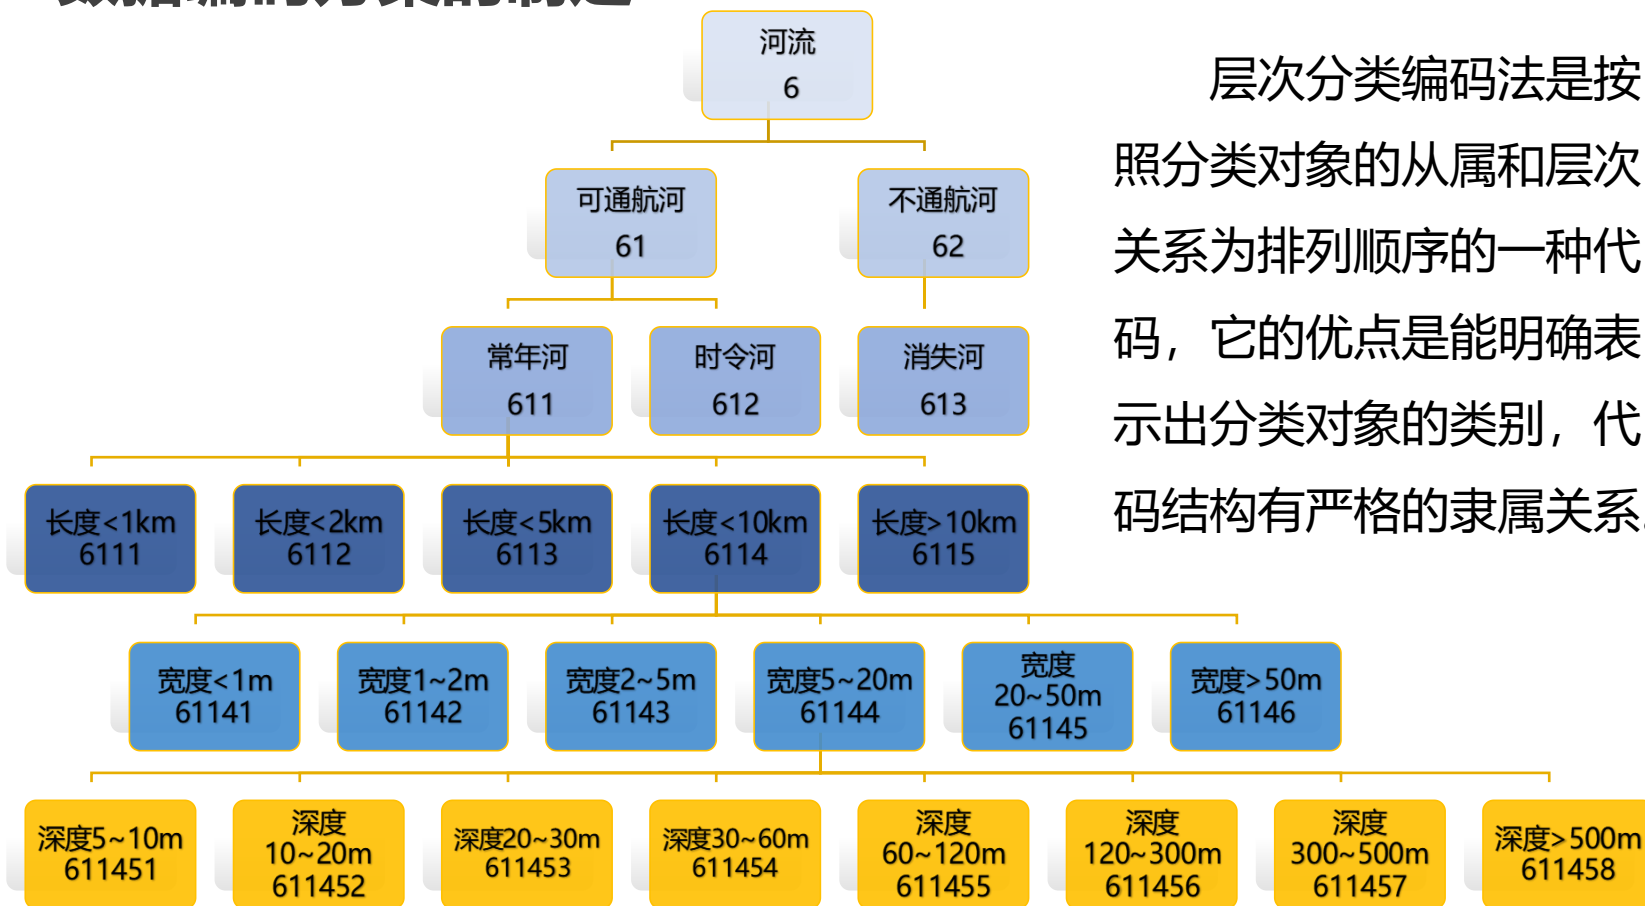 数据编码方案的制定
河流
6
可通航河
61
不通航河
62
常年河
611
时令河
612
消失河
613
长度<1km
6111
长度<2km
6112
长度<5km
6113
长度<10km
6114
长度>10km
6115
宽度<1m
61141
宽度1~2m
61142
宽度2~5m
61143
宽度5~20m
61144
宽度
20~50m
61145
宽度>50m
61146
深度5~10m
611451
深度
10~20m
611452
深度20~30m
611453
深度30~60m
611454
深度
60~120m
611455
深度
120~300m
611456
深度
300~500m
611457
深度>500m
611458
层次分类编码法是按
照分类对象的从属和层次
关系为排列顺序的一种代
码，它的优点是能明确表
示出分类对象的类别，代
码结构有严格的隶属关系。